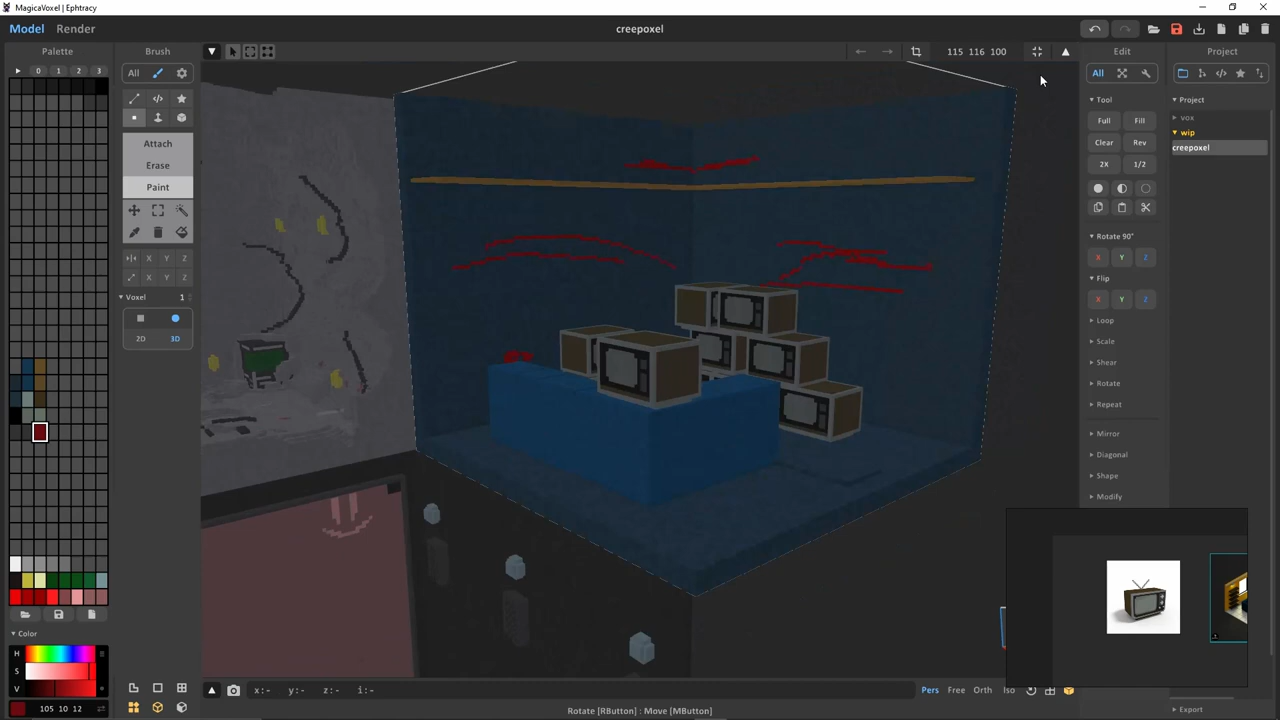 MagicaVoxel | Ephtracy
Model Render
creepoxel
Palette
Brush
115 116 100
Edit
Project
0 1 2 3
All
All
Attach
Erase
Paint
X Y Z
X Y Z
Voxel 1
2D 3D
Color
H
S
V
105 10 12
Tool
Full Fill
Clear Rev
2X 1/2
Rotate 90°
X Y Z
Flip
X Y Z
Loop
Scale
Shear
Rotate
Repeat
Mirror
Diagonal
Shape
Modify
Project
vox
wip
creepoxel
Export
x:- y:- z:- i:-
Pers Free Orth Iso
Rotate [RButton] : Move [MButton]